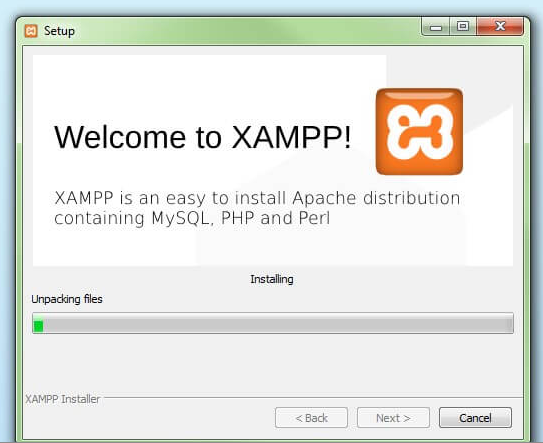 Setup
Welcome to XAMPP!
XAMPP is an easy to install Apache distribution
containing MySQL, PHP and Perl
Installing
Unpacking files
XAMPP Installer
< Back
Next >
Cancel